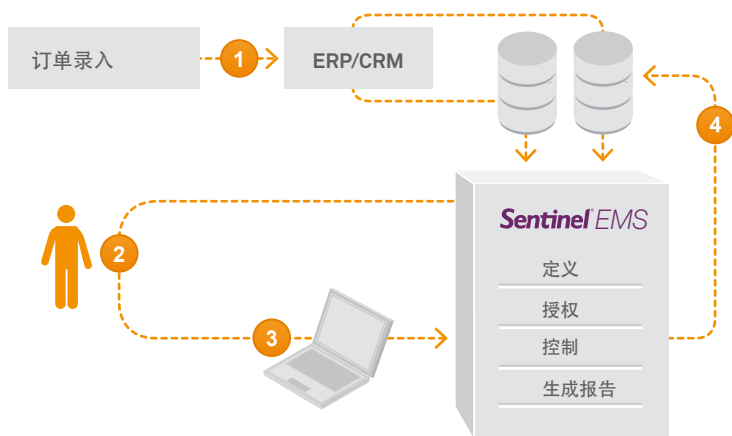 订单录入
1
ERP/CRM
4
Sentinel® EMS
定义
2
授权
3
控制
生成报告